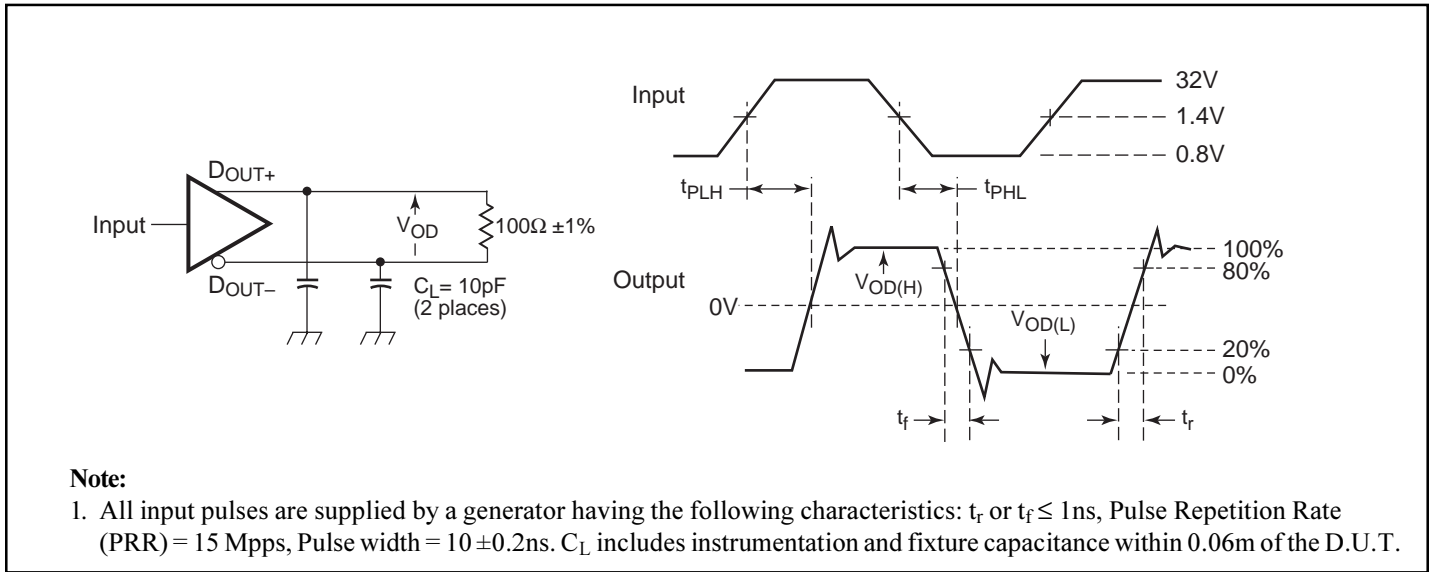 Input
32V
1.4V
0.8V
tPLH
tPHL
DOUT+
Input
VOD
100Ω ±1%
DOUT–
CL= 10pF
(2 places)
Output
100%
80%
VOD(H)
0V
VOD(L)
20%
0%
tf
tr
Note:
1. All input pulses are supplied by a generator having the following characteristics: tr or tf ≤ 1ns, Pulse Repetition Rate
(PRR) = 15 Mpps, Pulse width = 10 ±0.2ns. CL includes instrumentation and fixture capacitance within 0.06m of the D.U.T.